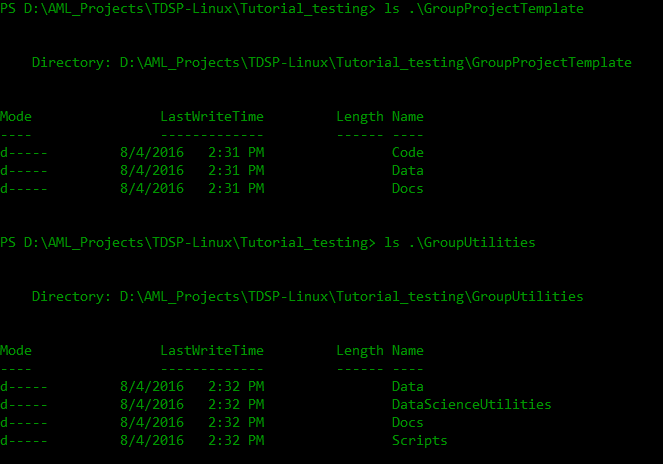 PS D:\AML_Projects\TDSP-Linux\Tutorial_testing> ls .\GroupProjectTemplate
Directory: D:\AML_Projects\TDSP-Linux\Tutorial_testing\GroupProjectTemplate
Mode LastWriteTime Length Name
---- ------------- ------ ----
d----- 8/4/2016 2:31 PM Code
d----- 8/4/2016 2:31 PM Data
d----- 8/4/2016 2:31 PM Docs
PS D:\AML_Projects\TDSP-Linux\Tutorial_testing> ls .\GroupUtilities
Directory: D:\AML_Projects\TDSP-Linux\Tutorial_testing\GroupUtilities
Mode LastWriteTime Length Name
---- ------------- ------ ----
d----- 8/4/2016 2:32 PM Data
d----- 8/4/2016 2:32 PM DataScienceUtilities
d----- 8/4/2016 2:32 PM Docs
d----- 8/4/2016 2:32 PM Scripts